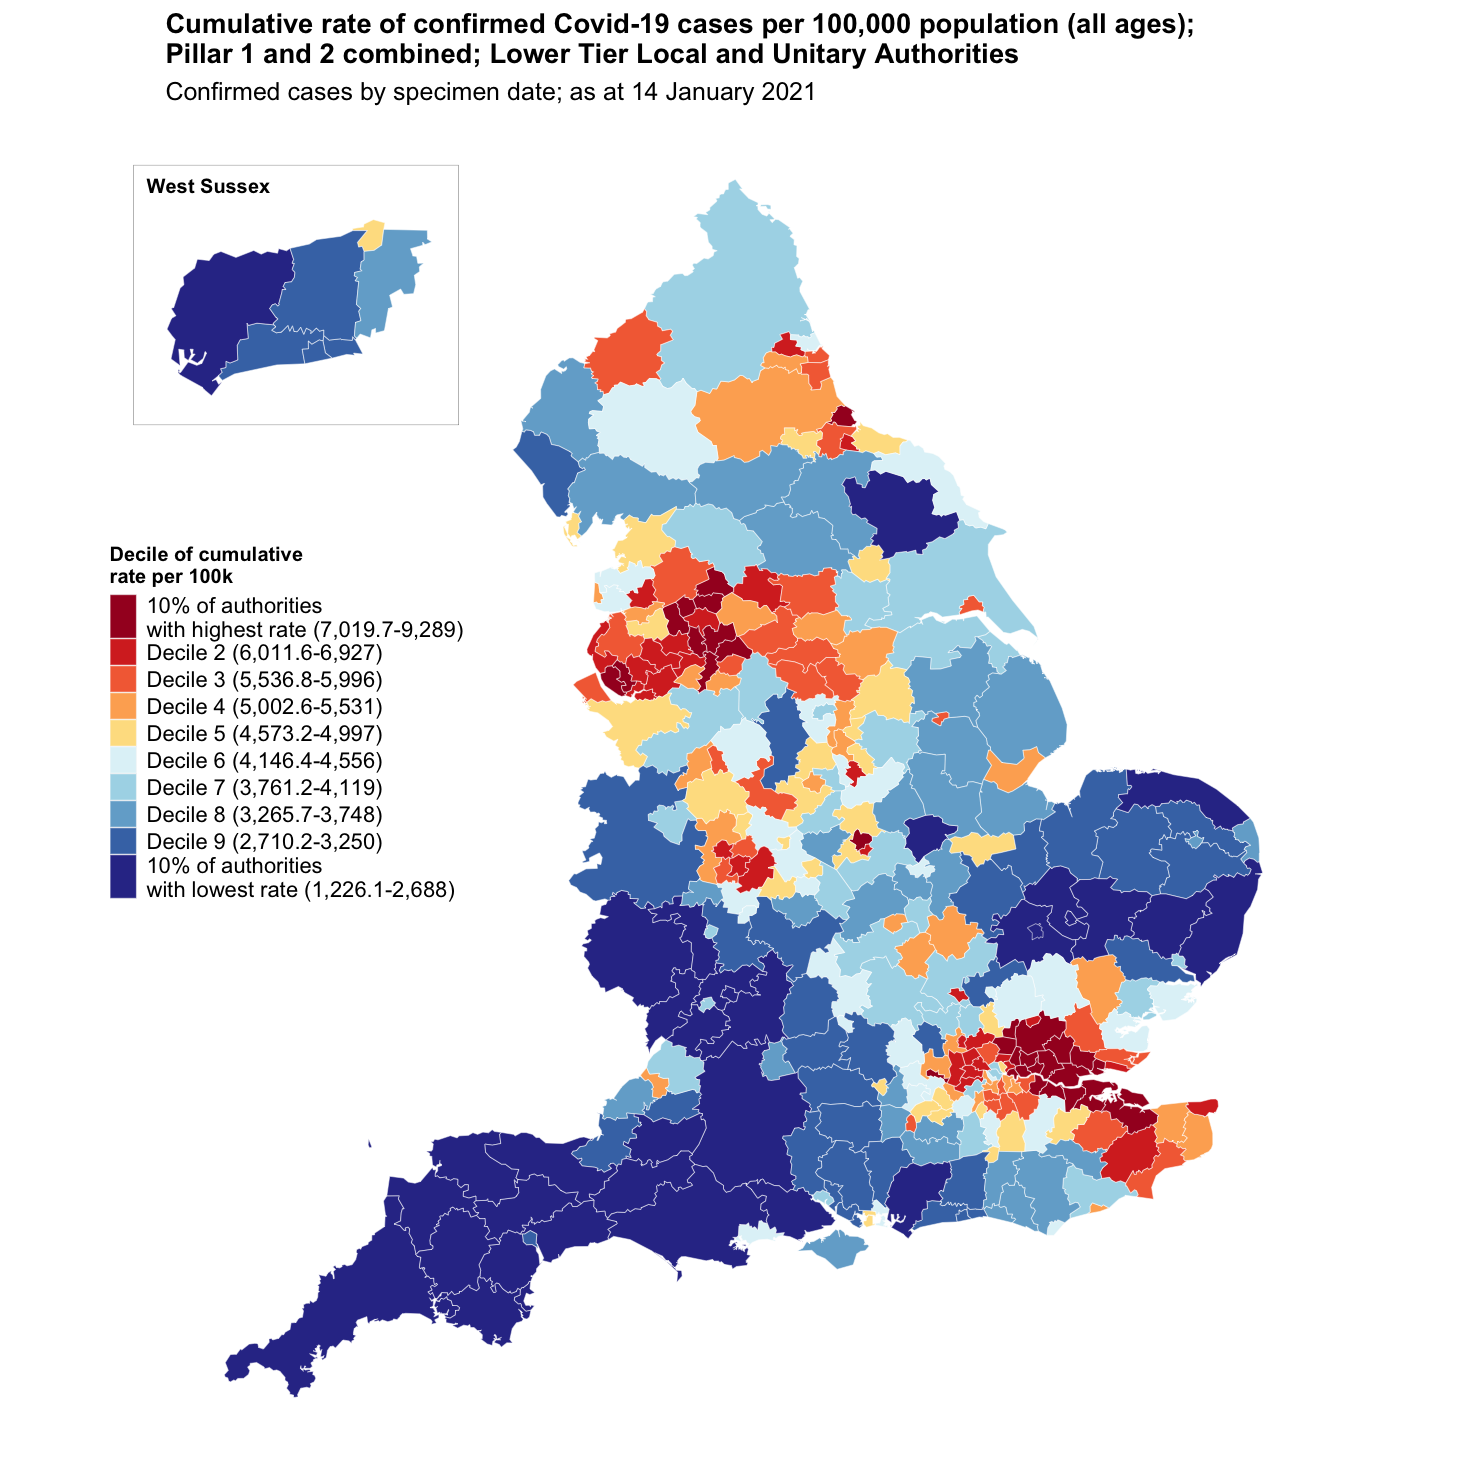 Cumulative rate of confirmed Covid-19 cases per 100,000 population (all ages);
Pillar 1 and 2 combined; Lower Tier Local and Unitary Authorities
Confirmed cases by specimen date; as at 14 January 2021
West Sussex
Decile of cumulative
rate per 100k
10% of authorities
with highest rate (7,019.7-9,289)
Decile 2 (6,011.6-6,927)
Decile 3 (5,536.8-5,996)
Decile 4 (5,002.6-5,531)
Decile 5 (4,573.2-4,997)
Decile 6 (4,146.4-4,556)
Decile 7 (3,761.2-4,119)
Decile 8 (3,265.7-3,748)
Decile 9 (2,710.2-3,250)
10% of authorities
with lowest rate (1,226.1-2,688)